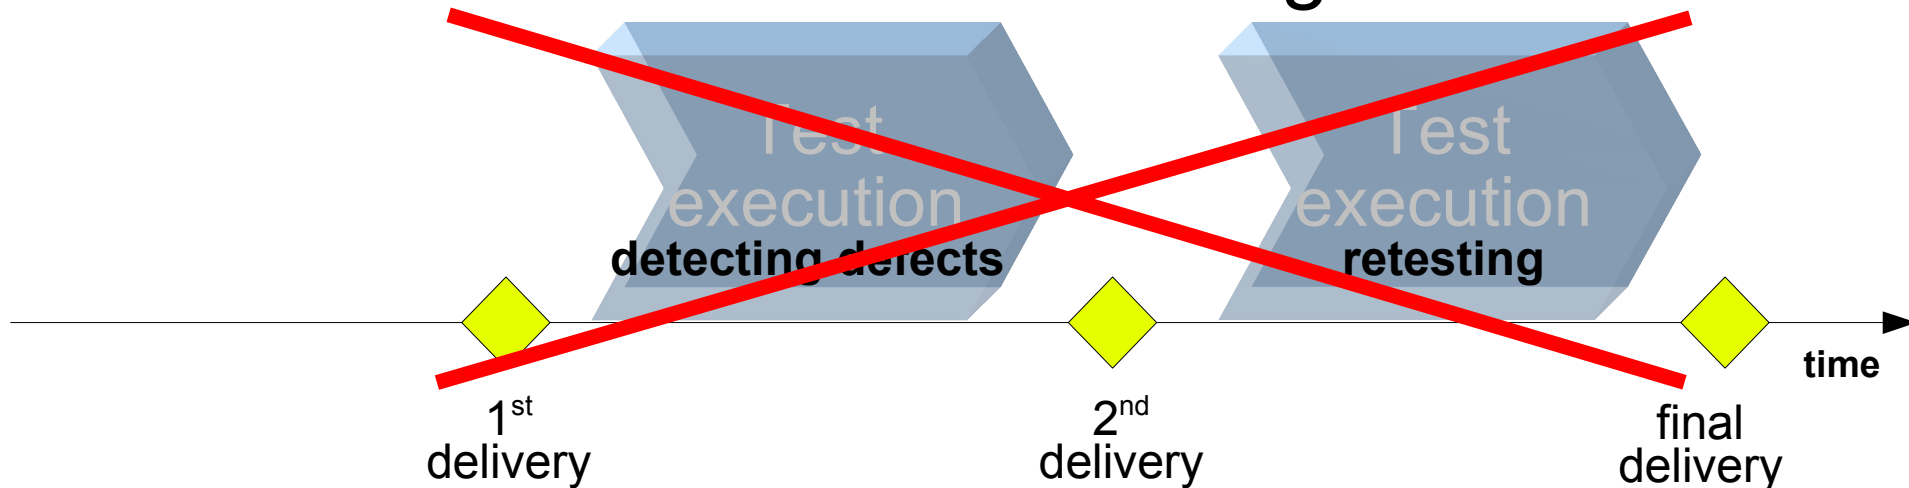 Test
execution
detecting defects
Test
execution
retesting
time
1st
delivery
2nd
delivery
final
delivery